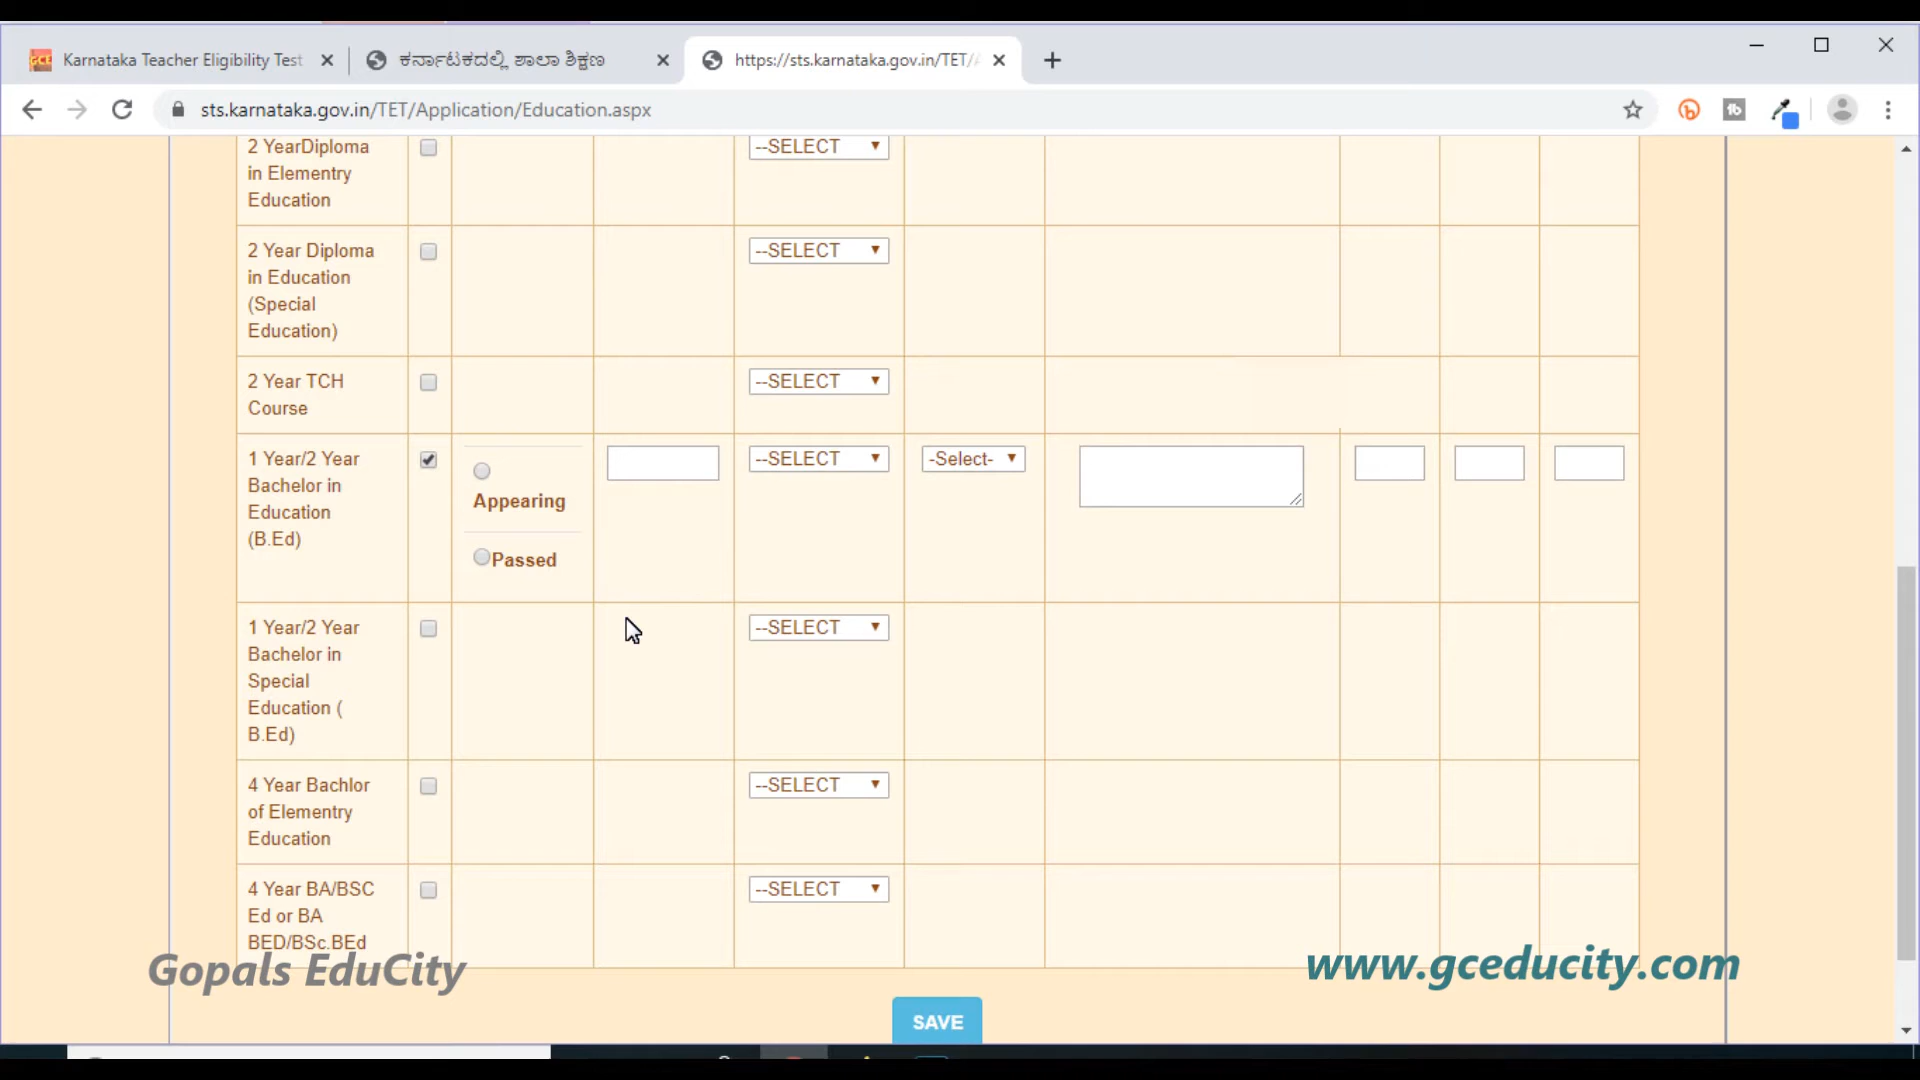 Karnataka Teacher Eligibility Test
ಕರ್ನಾಟಕದಲ್ಲಿ ಶಾಲಾ ಶಿಕ್ಷಣ
https://sts.karnataka.gov.in/TET/
sts.karnataka.gov.in/TET/Application/Education.aspx
2 YearDiploma
in Elementry
Education
--SELECT
2 Year Diploma
in Education
(Special
Education)
--SELECT
2 Year TCH
Course
--SELECT
1 Year/2 Year
Bachelor in
Education
(B.Ed)
Appearing
Passed
--SELECT
-Select-
1 Year/2 Year
Bachelor in
Special
Education (
B.Ed)
--SELECT
4 Year Bachlor
of Elementry
Education
--SELECT
4 Year BA/BSC
Ed or BA
BED/BSc.BEd
--SELECT
Gopals EduCity
www.gceducity.com
SAVE